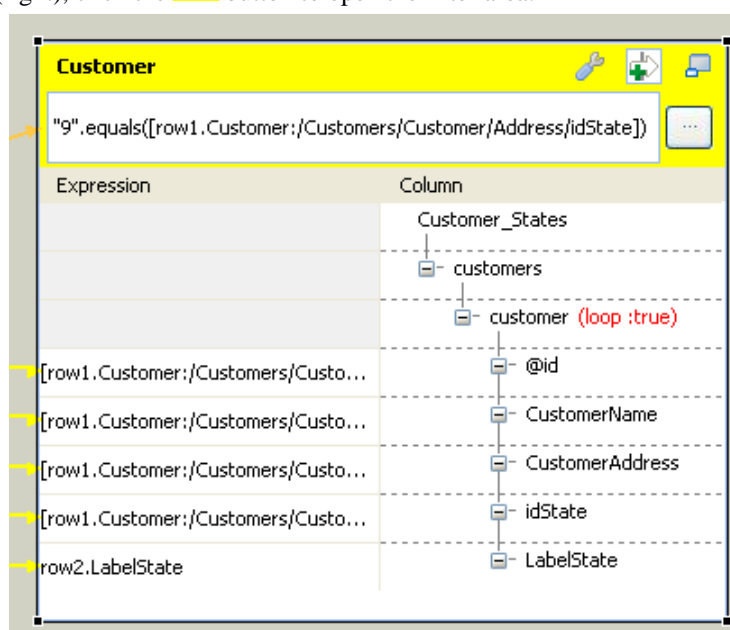 Customer
"9".equals([row1.Customer:/Customers/Customer/Address/idState])
...
Expression Column
Customer_States
customers
customer (loop :true)
[row1.Customer:/Customers/Custo... @id
[row1.Customer:/Customers/Custo... CustomerName
[row1.Customer:/Customers/Custo... CustomerAddress
[row1.Customer:/Customers/Custo... idState
row2.LabelState LabelState